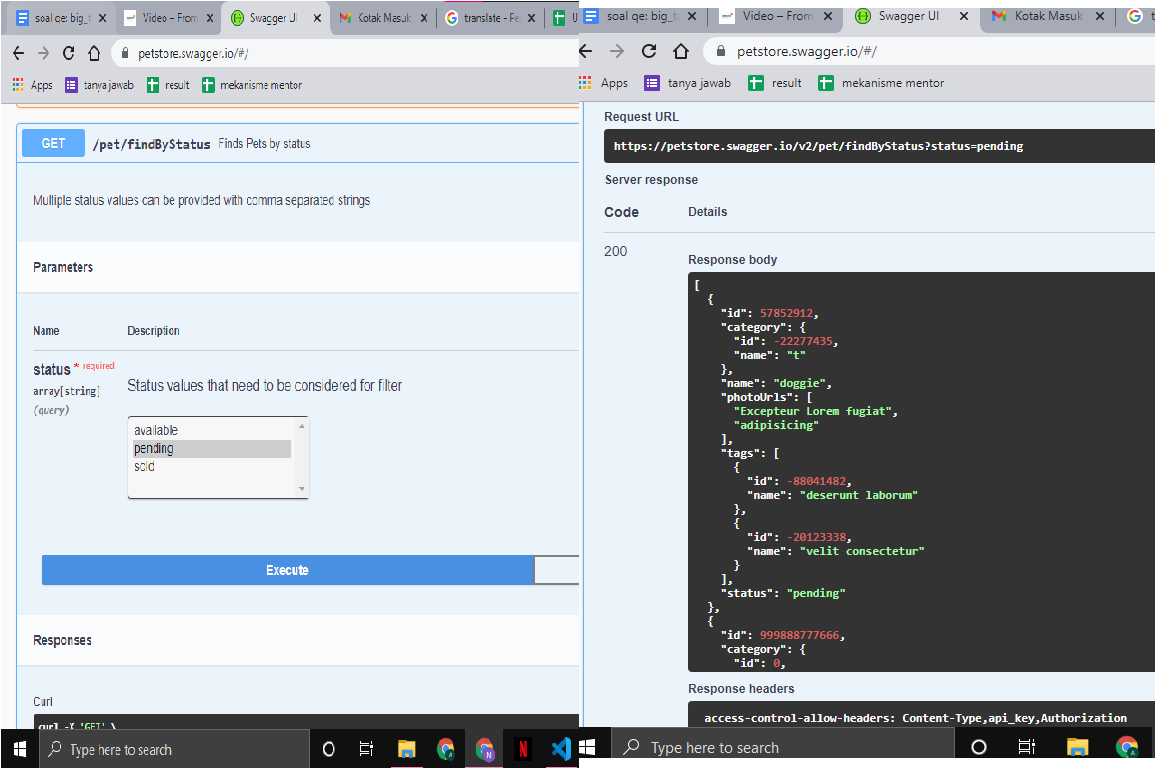 soal qe: big_t
Video – From
Swagger UI
Kotak Masuk
translate - Pe
petstore.swagger.io/#/
Apps
tanya jawab
result
mekanisme mentor
GET /pet/findByStatus Finds Pets by status
Multiple status values can be provided with comma separated strings
Parameters
Name Description
status * required
array[string]
(query)
Status values that need to be considered for filter
available
pending
sold
Execute
Responses
Curl
curl -X 'GET' \
Type here to search
soal qe: big_t
Video – From
Swagger UI
Kotak Masuk
petstore.swagger.io/#/
Apps
tanya jawab
result
mekanisme mentor
Request URL
https://petstore.swagger.io/v2/pet/findByStatus?status=pending
Server response
Code Details
200
Response body
[
{
"id": 57852912,
"category": {
"id": -22277435,
"name": "t"
},
"name": "doggie",
"photoUrls": [
"Excepteur Lorem fugiat",
"adipisicing"
],
"tags": [
{
"id": -88041482,
"name": "deserunt laborum"
},
{
"id": -20123338,
"name": "velit consectetur"
}
],
"status": "pending"
},
{
"id": 999888777666,
"category": {
"id": 0,
Response headers
access-control-allow-headers: Content-Type,api_key,Authorization
Type here to search